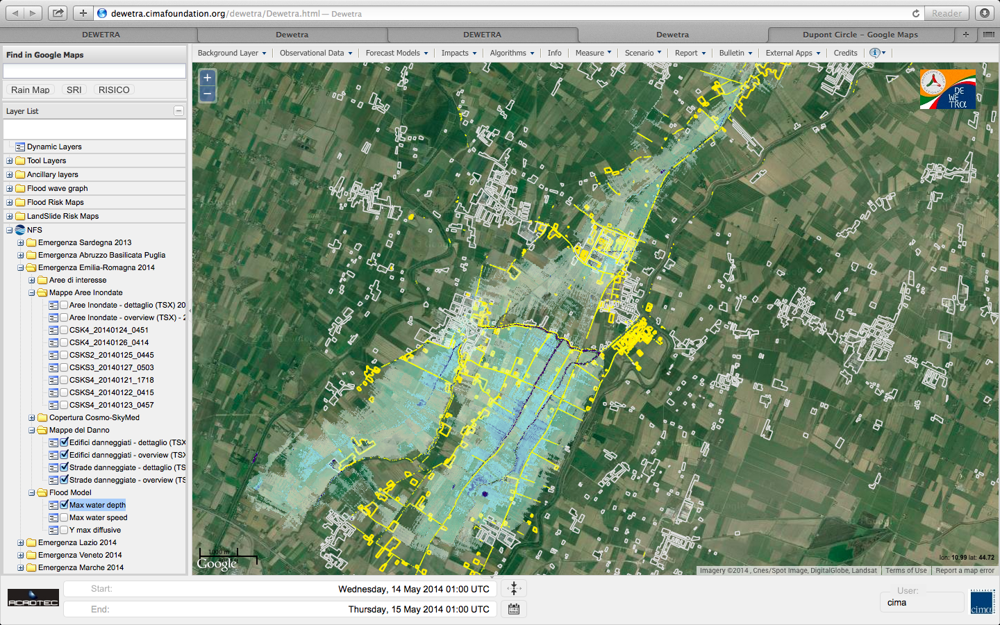 dewetra.cimafoundation.org/dewetra/Dewetra.html — Dewetra
Reader
DEWETRA
Dewetra
DEWETRA
Dewetra
Dupont Circle – Google Maps
Find in Google Maps
Rain Map
SRI
RISICO
Layer List
Background Layer
Observational Data
Forecast Models
Impacts
Algorithms
Info
Measure
Scenario
Report
Bulletin
External Apps
Credits
Dynamic Layers
Tool Layers
Ancillary layers
Flood wave graph
Flood Risk Maps
LandSlide Risk Maps
NFS
Emergenza Sardegna 2013
Emergenza Abruzzo Basilicata Puglia
Emergenza Emilia-Romagna 2014
Aree di interesse
Mappe Aree Inondate
Aree Inondate - dettaglio (TSX) 20
Aree Inondate - overview (TSX) - 2
CSK4_20140124_0451
CSK4_20140126_0414
CSKS2_20140125_0445
CSKS3_20140127_0503
CSKS4_20140121_1718
CSKS4_20140122_0415
CSKS4_20140123_0457
Copertura Cosmo-SkyMed
Mappe del Danno
Edifici danneggiati - dettaglio (TSX
Edifici danneggiati - overview (TSX
Strade danneggiate - dettaglio (TS
Strade danneggiate - overview (TS
Flood Model
Max water depth
Max water speed
Y max diffusive
Emergenza Lazio 2014
Emergenza Veneto 2014
Emergenza Marche 2014
DE
WE
TRα
1000 m
Google
lon: 10.99 lat: 44.72
Imagery ©2014 , Cnes/Spot Image, DigitalGlobe, Landsat
Terms of Use
Report a map error
ACROTEC
Start:
Wednesday, 14 May 2014 01:00 UTC
End:
Thursday, 15 May 2014 01:00 UTC
User:
cima
cima